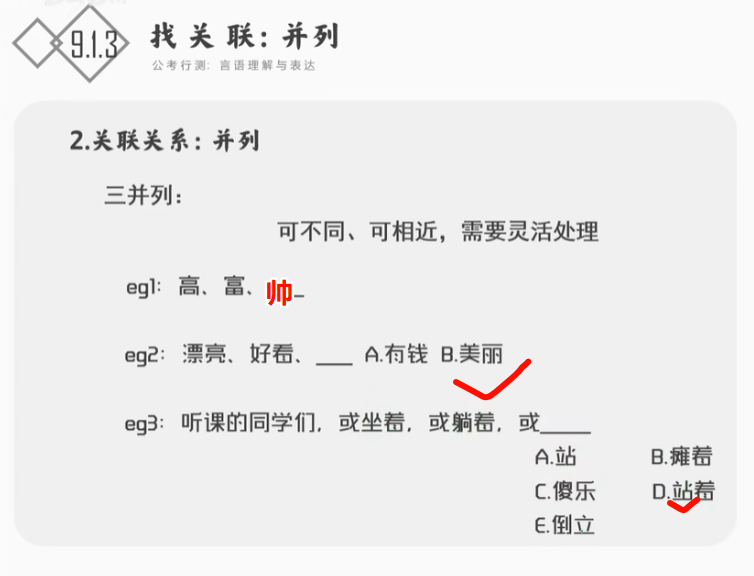 9.1.3
找关联：并列
公考行测：言语理解与表达
2.关联关系：并列
三并列：
可不同、可相近，需要灵活处理
eg1: 高、富、帅_
eg2: 漂亮、好看、___ A.有钱 B.美丽
eg3: 听课的同学们，或坐着，或躺着，或____
A.站 B.瘫着
C.傻乐 D.站着
E.倒立